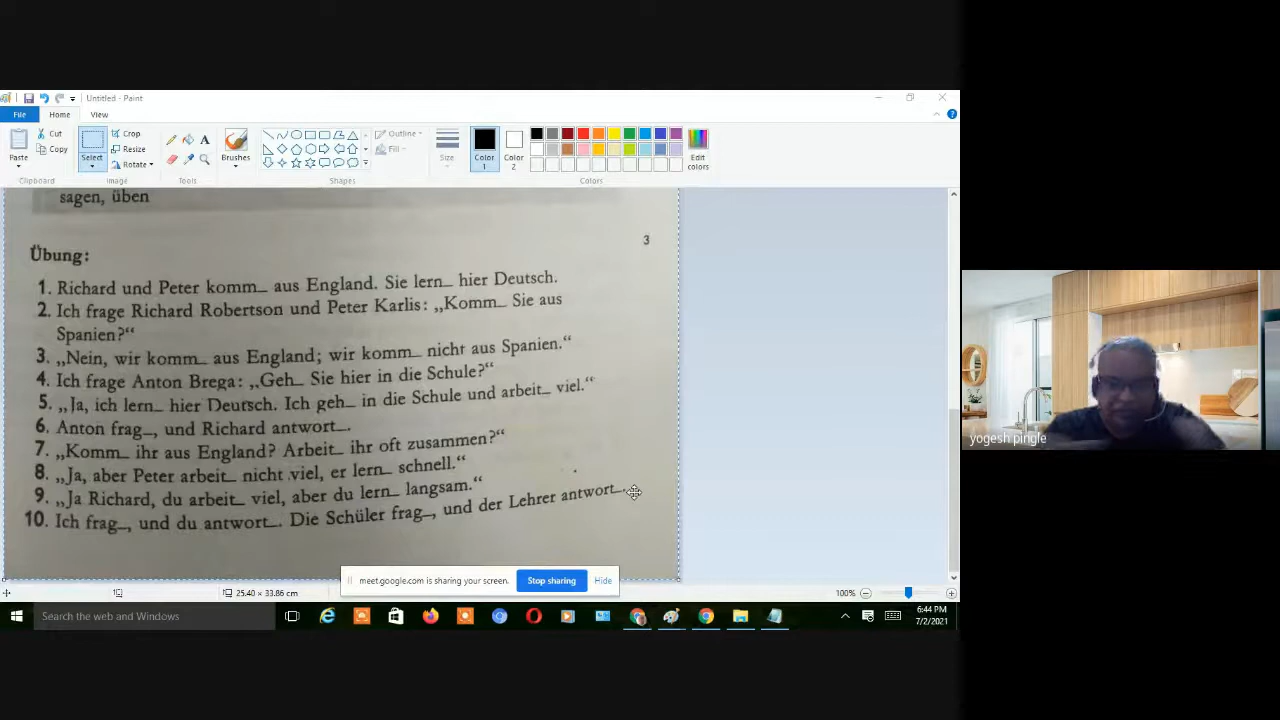 Untitled - Paint
File Home View
Paste
Cut
Copy
Select
Crop
Resize
Rotate
Brushes
Outline
Fill
Size
Color 1
Color 2
Edit colors
Clipboard Image Tools Shapes Colors
sagen, üben
3
Übung:
1. Richard und Peter komm_ aus England. Sie lern_ hier Deutsch.
2. Ich frage Richard Robertson und Peter Karlis: „Komm_ Sie aus
Spanien?“
3. „Nein, wir komm_ aus England; wir komm_ nicht aus Spanien.“
4. Ich frage Anton Brega: „Geh_ Sie hier in die Schule?“
5. „Ja, ich lern_ hier Deutsch. Ich geh_ in die Schule und arbeit_ viel.“
6. Anton frag_, und Richard antwort_.
7. „Komm_ ihr aus England? Arbeit_ ihr oft zusammen?“
8. „Ja, aber Peter arbeit_ nicht viel, er lern_ schnell.“
9. „Ja Richard, du arbeit_ viel, aber du lern_ langsam.“
10. Ich frag_, und du antwort_. Die Schüler frag_, und der Lehrer antwort_.
yogesh pingle
meet.google.com is sharing your screen. Stop sharing Hide
25.40 × 33.86 cm 100%
Search the web and Windows
6:44 PM
7/2/2021